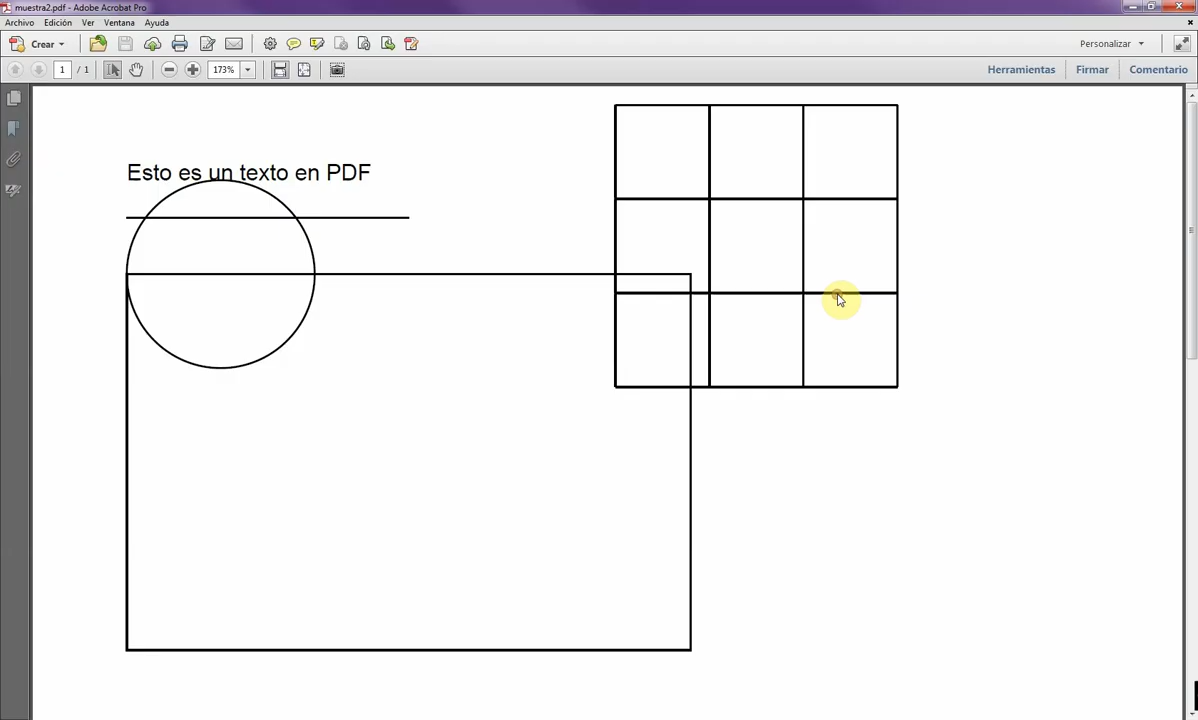 muestra2.pdf - Adobe Acrobat Pro
Archivo Edición Ver Ventana Ayuda
Crear Personalizar
1 / 1 173% Herramientas Firmar Comentario
Esto es un texto en PDF